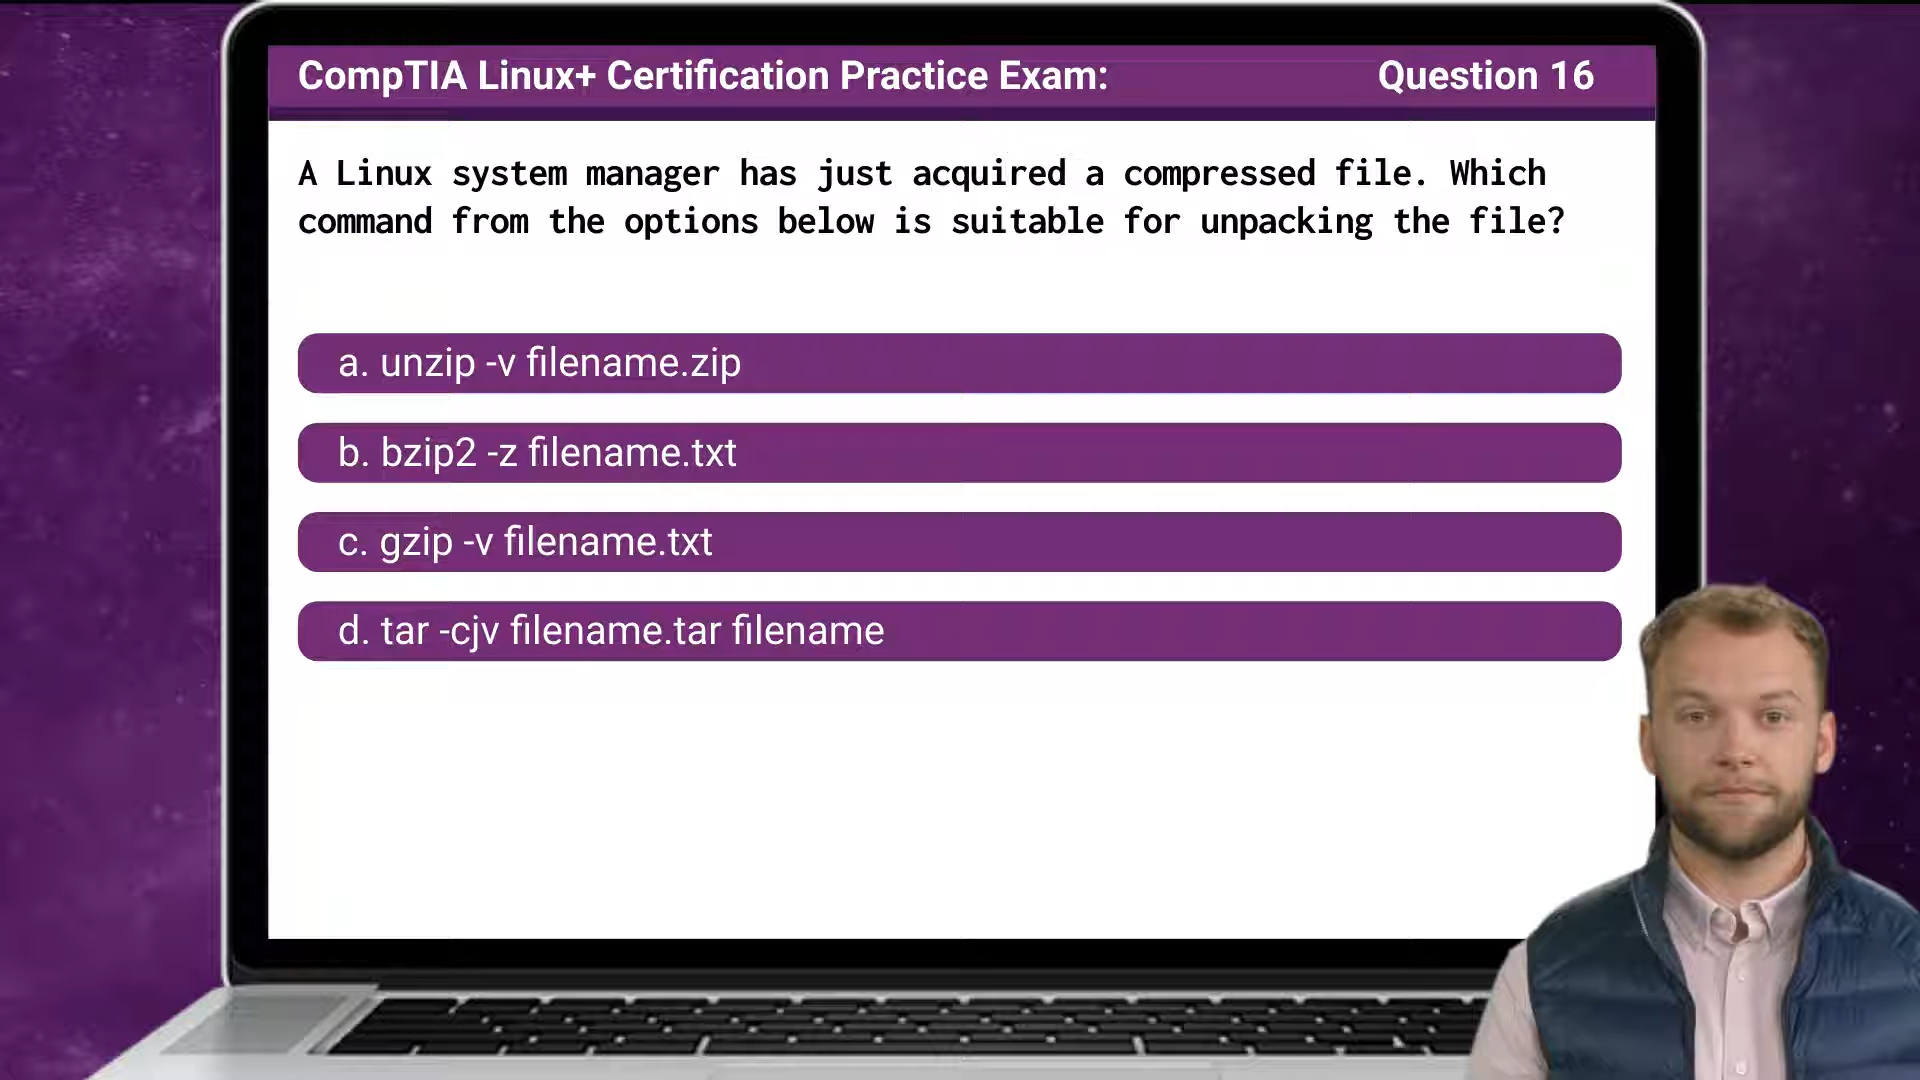 CompTIA Linux+ Certification Practice Exam: Question 16
A Linux system manager has just acquired a compressed file. Which
command from the options below is suitable for unpacking the file?
a. unzip -v filename.zip
b. bzip2 -z filename.txt
c. gzip -v filename.txt
d. tar -cjv filename.tar filename